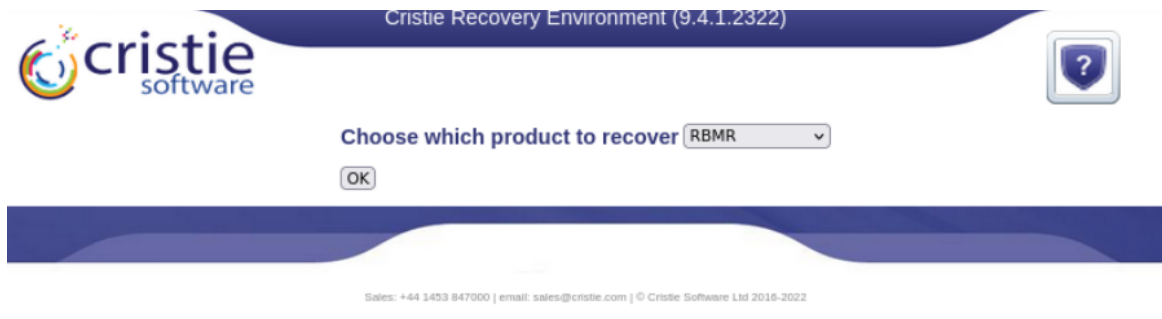 Cristie Recovery Environment (9.4.1.2322)
cristie
software
?
Choose which product to recover RBMR
OK
Sales: +44 1453 847000 | email: sales@cristie.com | © Cristie Software Ltd 2016-2022